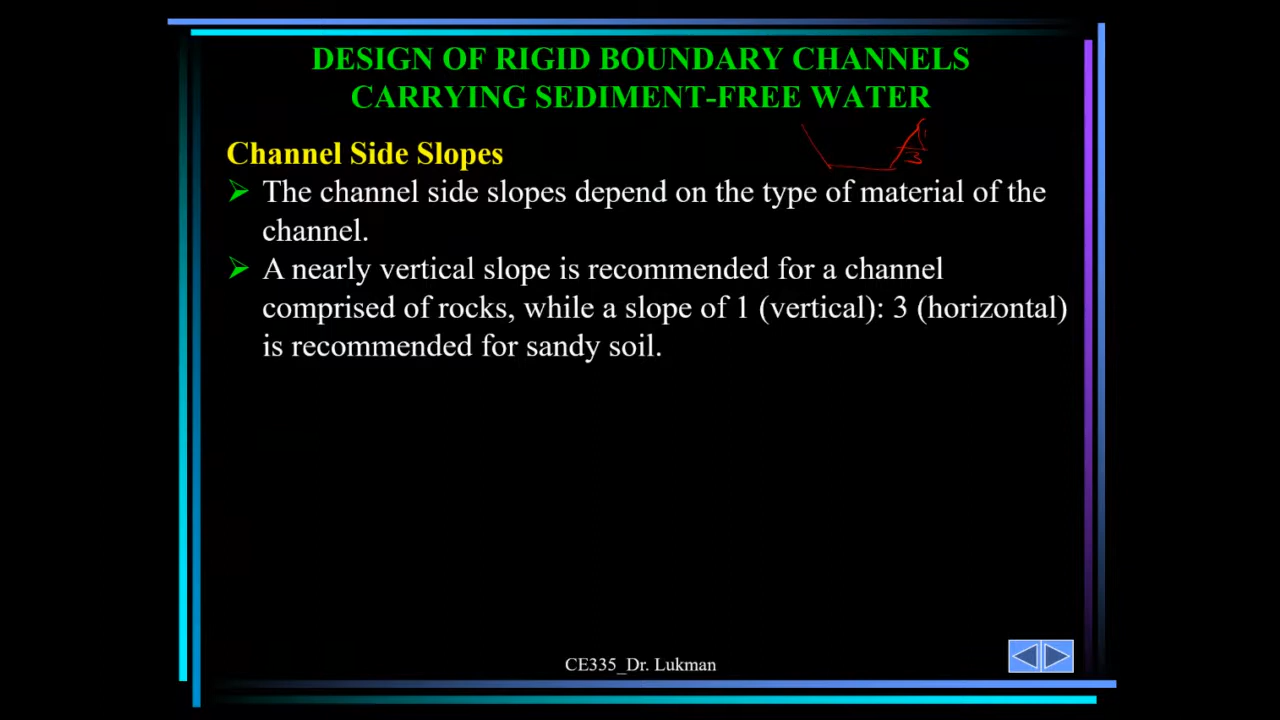 DESIGN OF RIGID BOUNDARY CHANNELS
CARRYING SEDIMENT-FREE WATER
Channel Side Slopes
The channel side slopes depend on the type of material of the
channel.
A nearly vertical slope is recommended for a channel
comprised of rocks, while a slope of 1 (vertical): 3 (horizontal)
is recommended for sandy soil.
1
3
CE335_Dr. Lukman